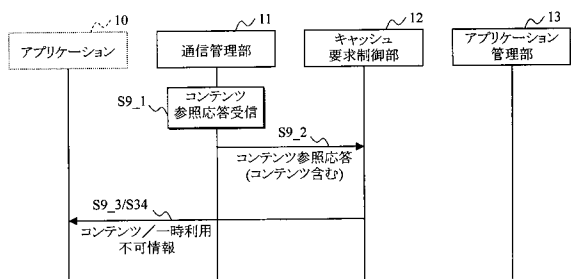 10
アプリケーション
11
通信管理部
12
キャッシュ
要求制御部
13
アプリケーション
管理部
S9_1
コンテンツ
参照応答受信
S9_2
コンテンツ参照応答
(コンテンツ含む)
S9_3/S34
コンテンツ/一時利用
不可情報